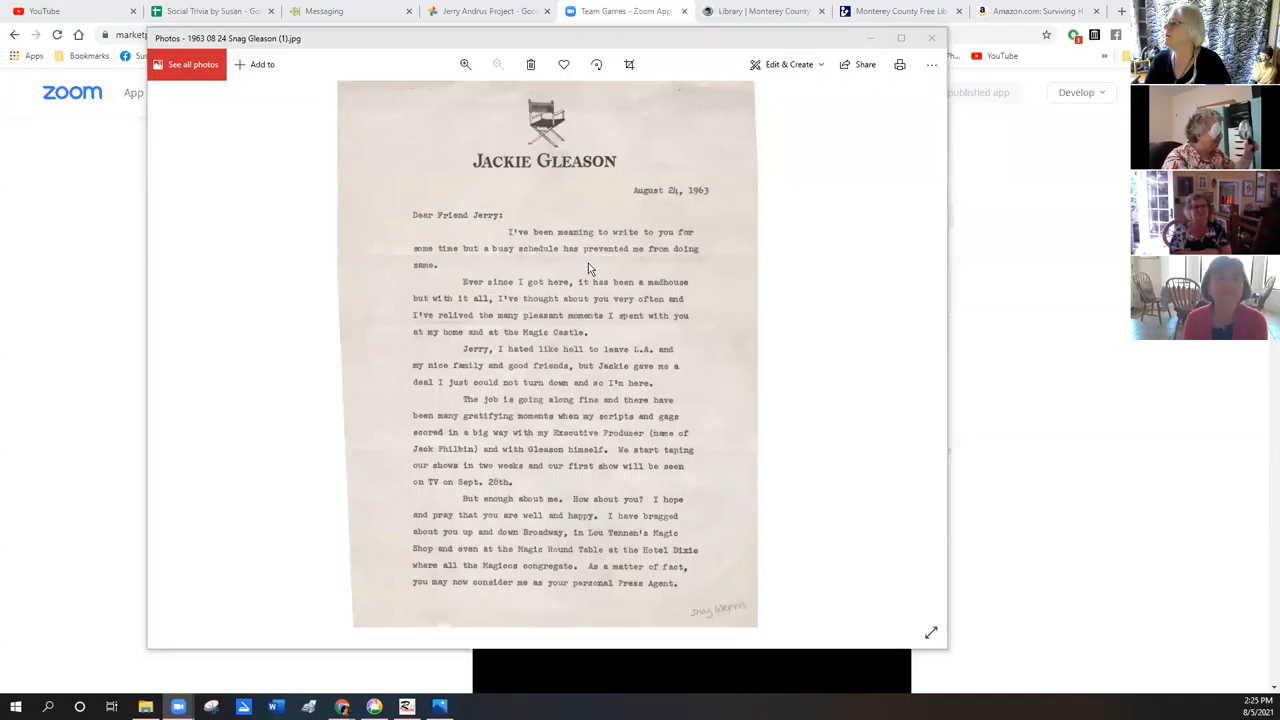 YouTube
Social Trivia by Susan - Google S
Messaging
Jerry Andrus Project - Goog
Team Games - Zoom App
Library | Monterey County
Monterey County Free Lib
Amazon.com: Surviving H
marketp
Apps
Bookmarks
YouTube
Photos - 1963 08 24 Snag Gleason (1).jpg
See all photos
Add to
Edit & Create
Share
zoom
App
published app
Develop
JACKIE GLEASON
August 24, 1963
Dear Friend Jerry:
I've been meaning to write to you for
some time but a busy schedule has prevented me from doing
same.
Ever since I got here, it has been a madhouse
but with it all, I've thought about you very often and
I've relived the many pleasant moments I spent with you
at my home and at the Magic Castle.
Jerry, I hated like hell to leave L.A. and
my nice family and good friends, but Jackie gave me a
deal I just could not turn down and so I'm here.
The job is going along fine and there have
been many gratifying moments when my scripts and gags
scored in a big way with my Executive Producer (name of
Jack Philbin) and with Gleason himself. We start taping
our shows in two weeks and our first show will be seen
on TV on Sept. 28th.
But enough about me. How about you? I hope
and pray that you are well and happy. I have bragged
about you up and down Broadway, in Lou Tannen's Magic
Shop and even at the Magic Round Table at the Hotel Dixie
where all the Magicos congregate. As a matter of fact,
you may now consider me as your personal Press Agent.
Snag Werris
2:25 PM
8/5/2021